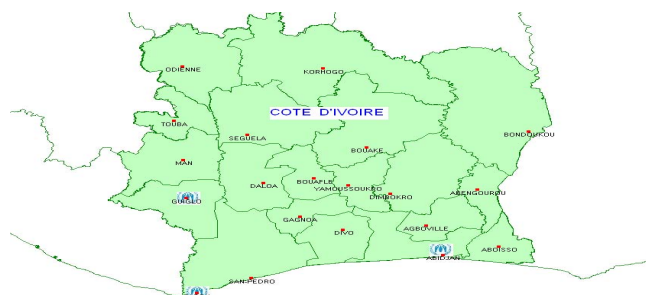 ODIENNE
KORHOGO
COTE D'IVOIRE
TOUBA
SEGUELA
BONDOUKOU
BOUAKE
MAN
BOUAFLE
DALOA
YAMOUSSOUKRO
DIMBOKRO
ABENGOUROU
GUIGLO
GAGNOA
AGBOVILLE
DIVO
ABOISSO
ABIDJAN
SAN-PEDRO